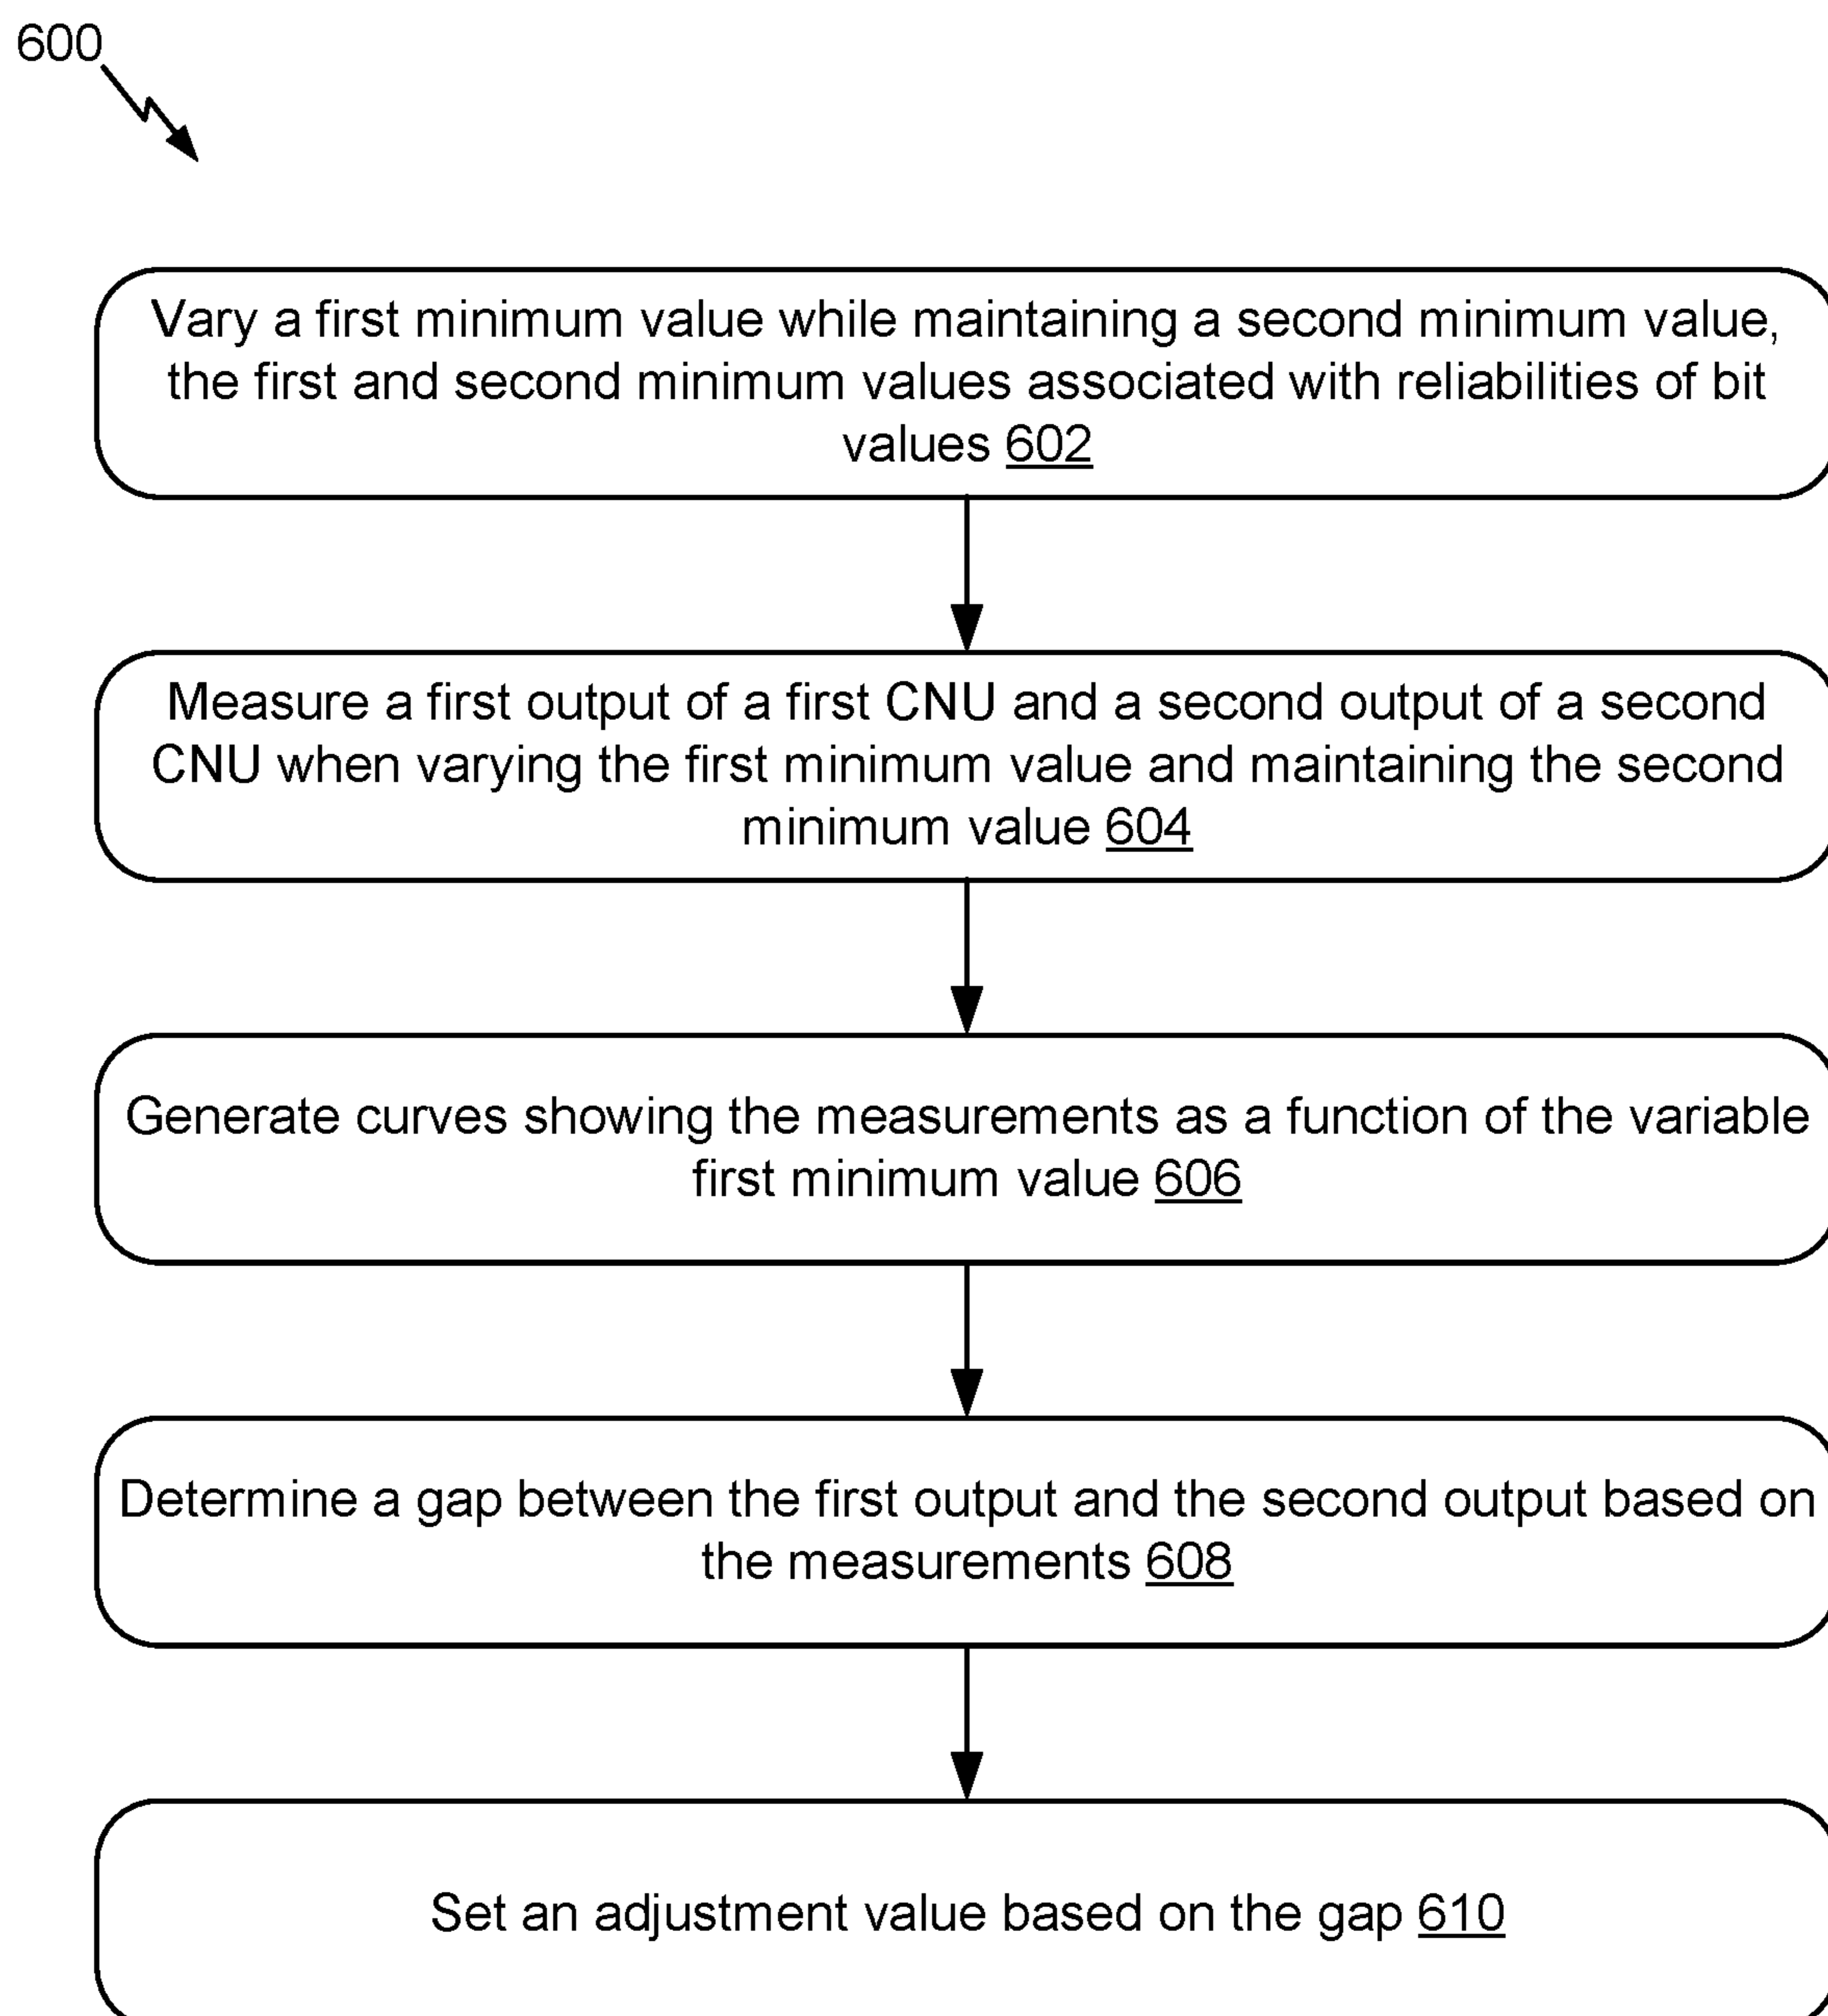 600
Vary a first minimum value while maintaining a second minimum value,
the first and second minimum values associated with reliabilities of bit
values 602
Measure a first output of a first CNU and a second output of a second
CNU when varying the first minimum value and maintaining the second
minimum value 604
Generate curves showing the measurements as a function of the variable
first minimum value 606
Determine a gap between the first output and the second output based on
the measurements 608
Set an adjustment value based on the gap 610